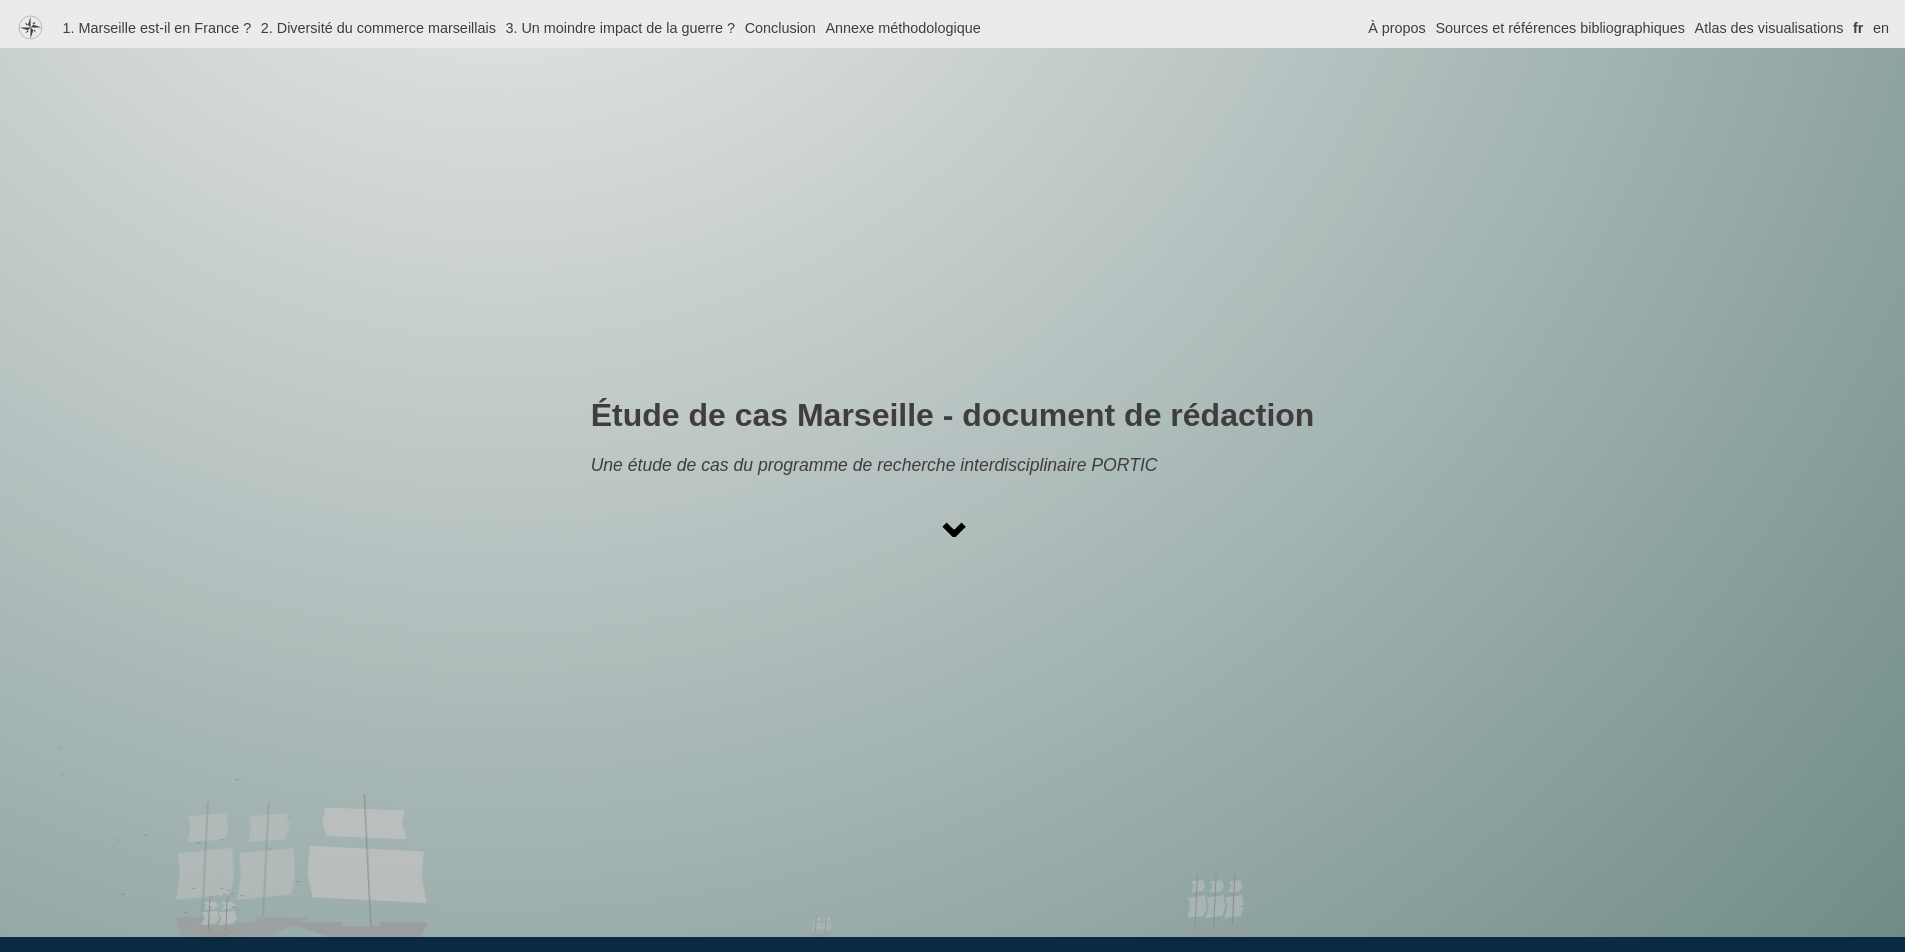 1. Marseille est-il en France ? 2. Diversité du commerce marseillais 3. Un moindre impact de la guerre ? Conclusion Annexe méthodologique À propos Sources et références bibliographiques Atlas des visualisations fr en
Étude de cas Marseille - document de rédaction
Une étude de cas du programme de recherche interdisciplinaire PORTIC